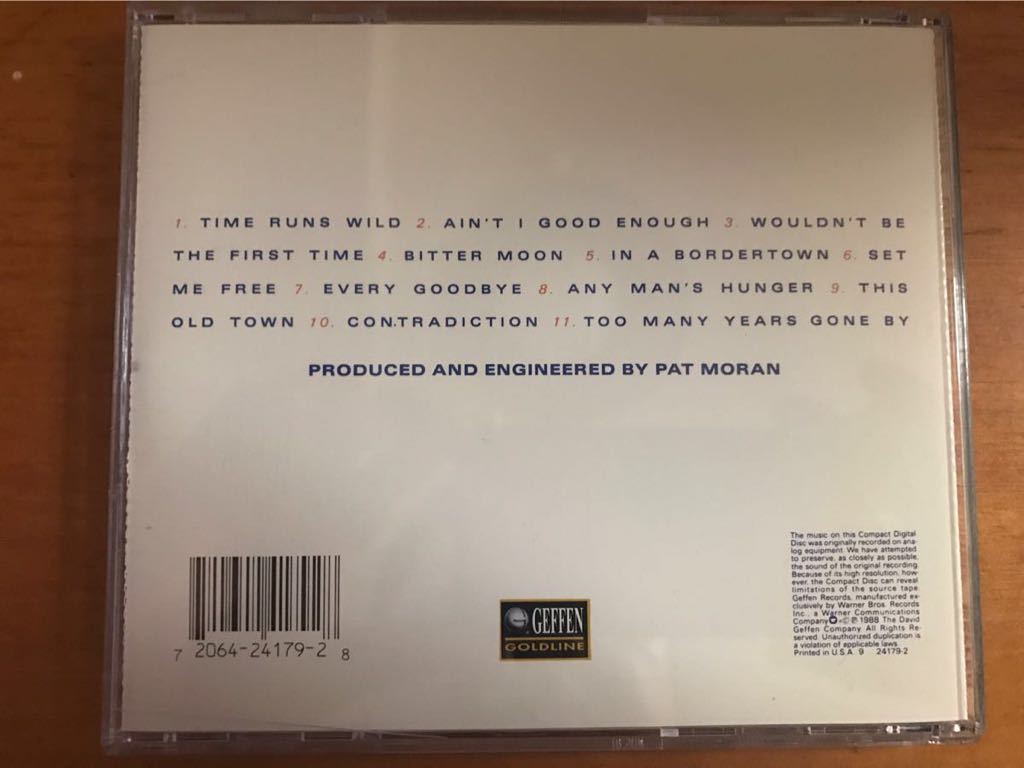 1. TIME RUNS WILD 2. AIN'T I GOOD ENOUGH 3. WOULDN'T BE
THE FIRST TIME 4. BITTER MOON 5. IN A BORDERTOWN 6. SET
ME FREE 7. EVERY GOODBYE 8. ANY MAN'S HUNGER 9. THIS
OLD TOWN 10. CONTRADICTION 11. TOO MANY YEARS GONE BY
PRODUCED AND ENGINEERED BY PAT MORAN
7 2064-24179-2 8
GEFFEN
GOLDLINE
The music on this Compact Digital
Disc was originally recorded on ana-
log equipment. We have attempted
to preserve, as closely as possible,
the sound of the original recording.
Because of its high resolution, how-
ever, the Compact Disc can reveal
limitations of the source tape.
Geffen Records, manufactured ex-
clusively by Warner Bros. Records
Inc., a Warner Communications
Company © ℗ 1988 The David
Geffen Company. All Rights Re-
served. Unauthorized duplication is
a violation of applicable laws.
Printed in U.S.A. 9 24179-2